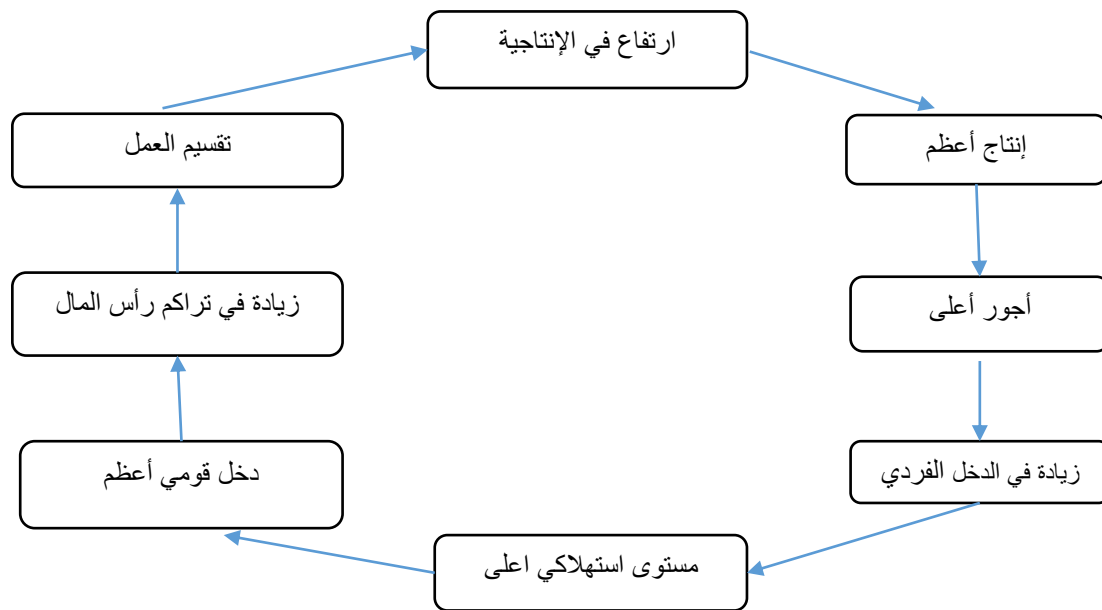 ارتفاع في الإنتاجية
إنتاج أعظم
أجور أعلى
زيادة في الدخل الفردي
مستوى استهلاكي اعلى
دخل قومي أعظم
زيادة في تراكم رأس المال
تقسيم العمل